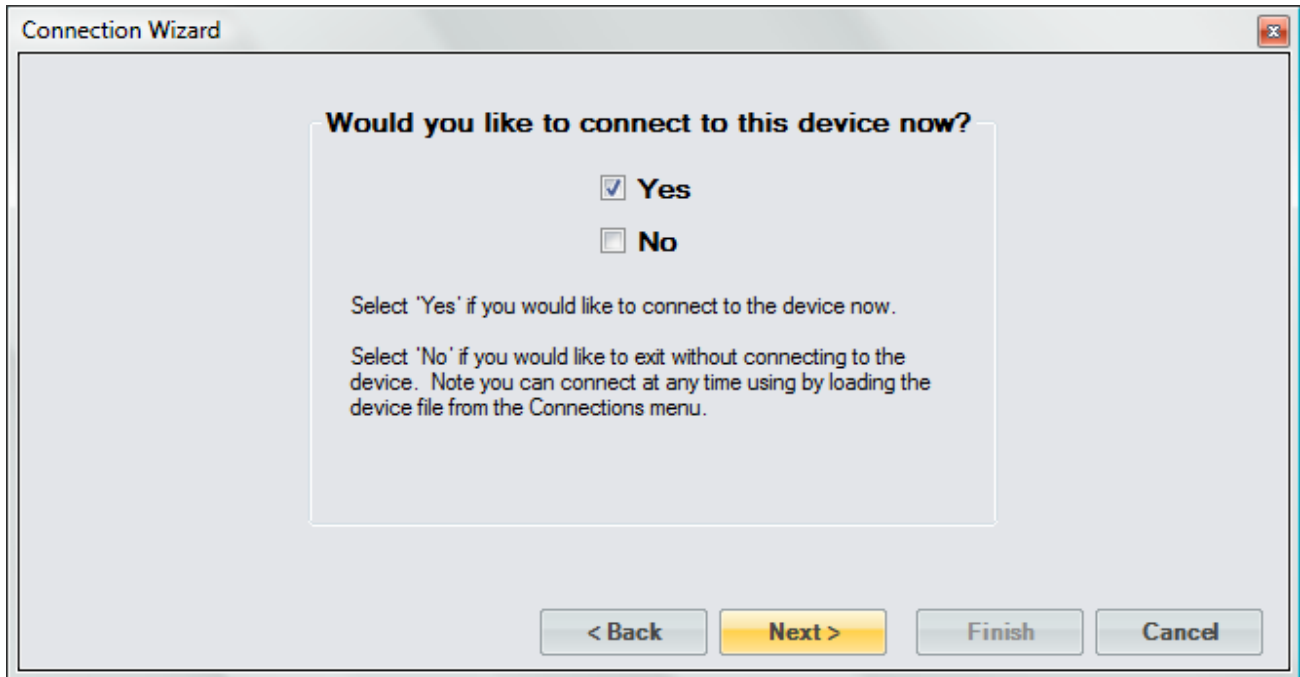 Connection Wizard
Would you like to connect to this device now?
Yes
No
Select 'Yes' if you would like to connect to the device now.
Select 'No' if you would like to exit without connecting to the
device.  Note you can connect at any time using by loading the
device file from the Connections menu.
< Back Next > Finish Cancel